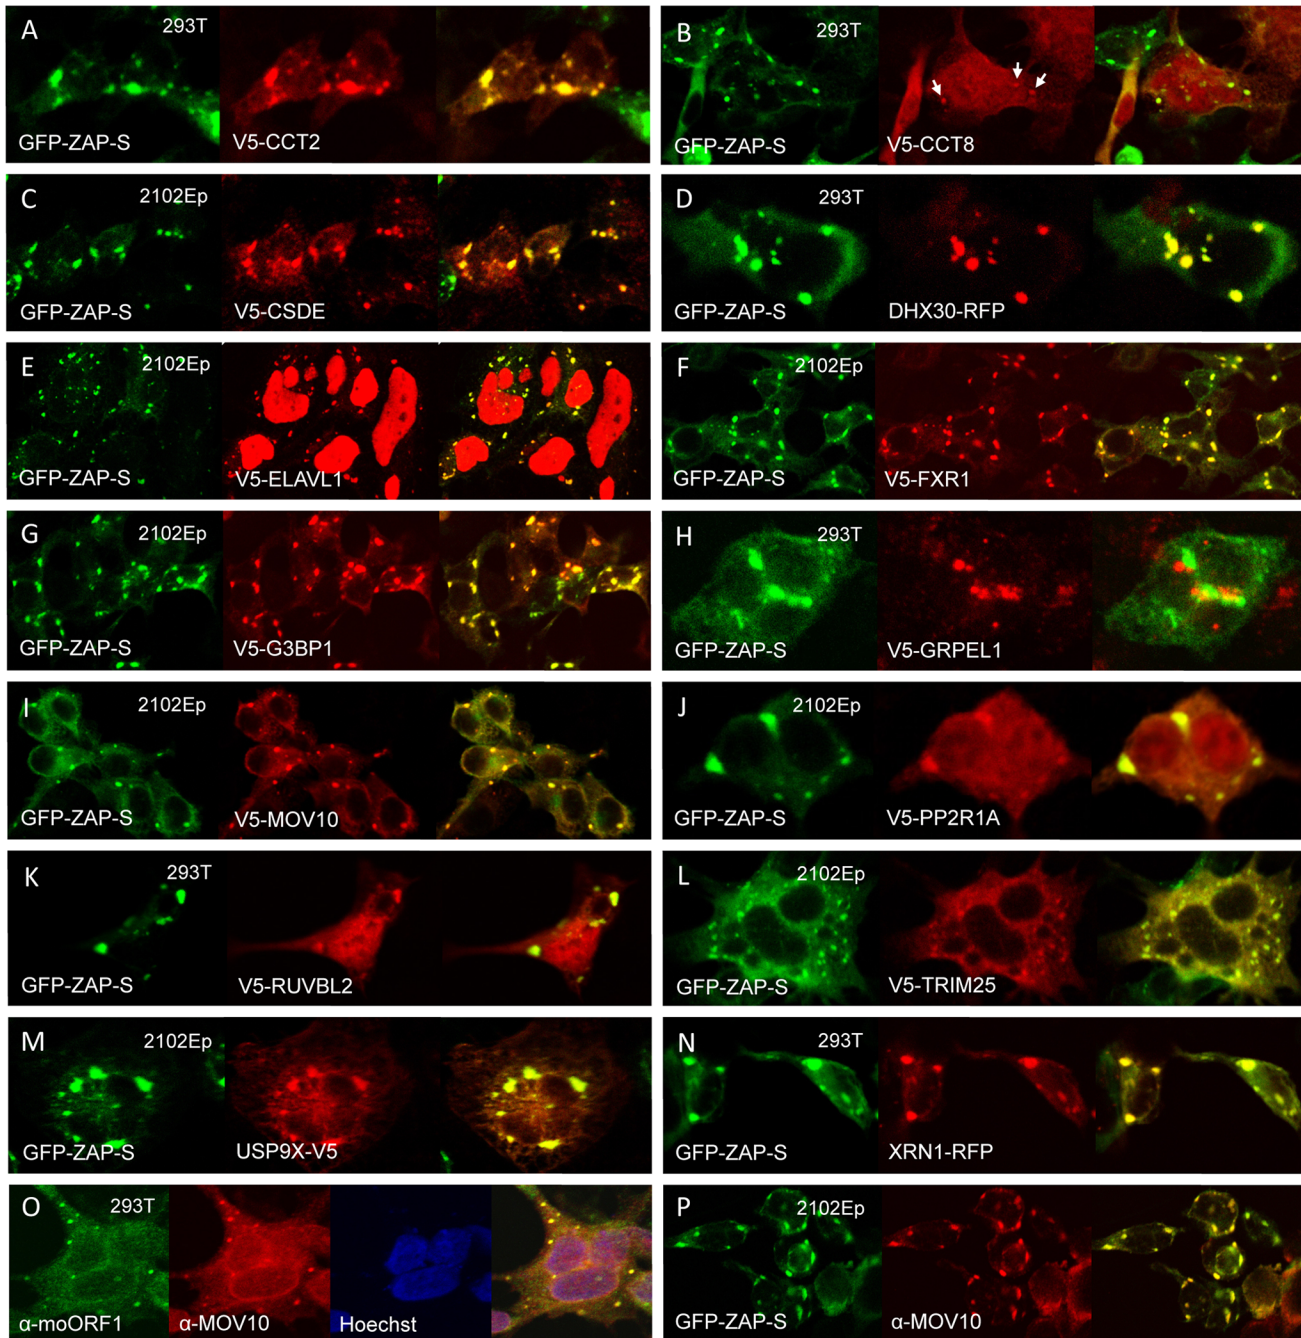 A 293T
GFP-ZAP-S V5-CCT2
B 293T
GFP-ZAP-S V5-CCT8
C 2102Ep
GFP-ZAP-S V5-CSDE
D 293T
GFP-ZAP-S DHX30-RFP
E 2102Ep
GFP-ZAP-S V5-ELAVL1
F 2102Ep
GFP-ZAP-S V5-FXR1
G 2102Ep
GFP-ZAP-S V5-G3BP1
H 293T
GFP-ZAP-S V5-GRPEL1
I 2102Ep
GFP-ZAP-S V5-MOV10
J 2102Ep
GFP-ZAP-S V5-PP2R1A
K 293T
GFP-ZAP-S V5-RUVBL2
L 2102Ep
GFP-ZAP-S V5-TRIM25
M 2102Ep
GFP-ZAP-S USP9X-V5
N 293T
GFP-ZAP-S XRN1-RFP
O 293T
α-moORF1 α-MOV10 Hoechst
P 2102Ep
GFP-ZAP-S α-MOV10